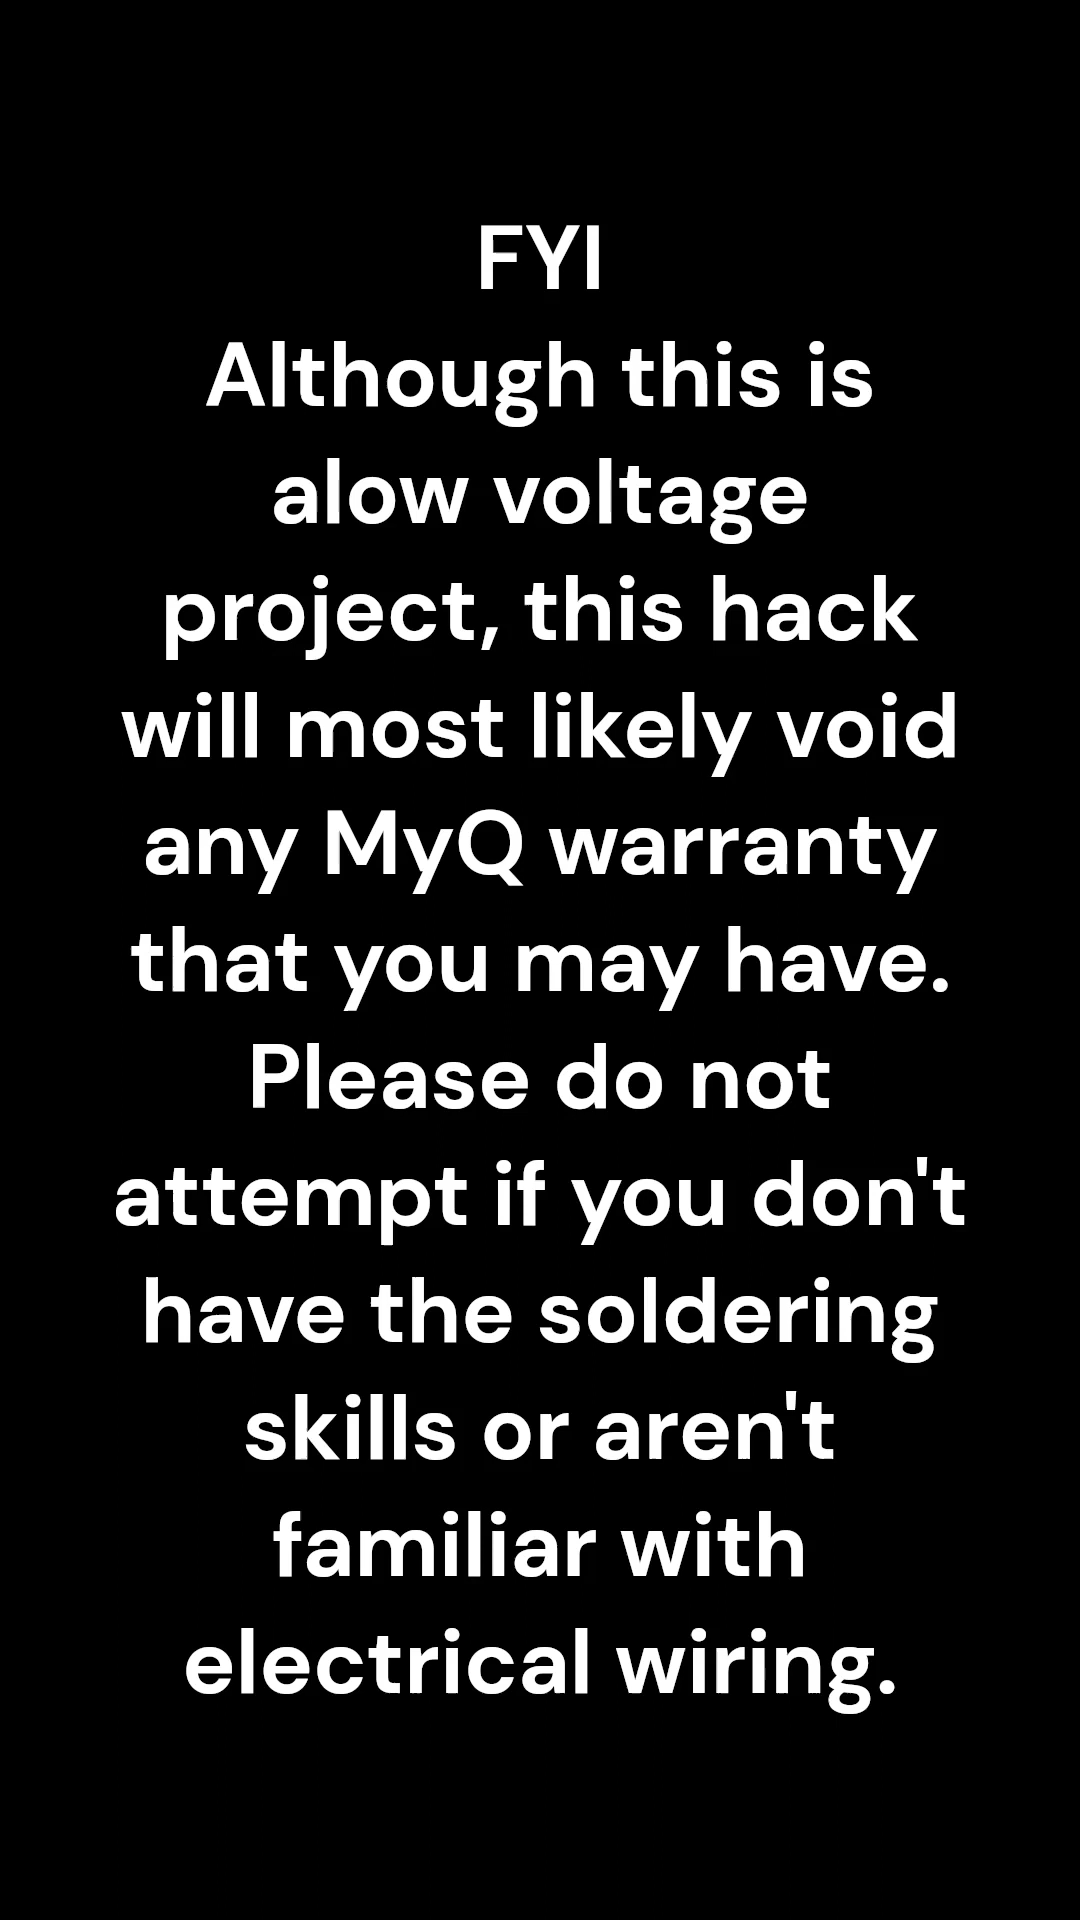 FYI
Although this is
alow voltage
project, this hack
will most likely void
any MyQ warranty
that you may have.
Please do not
attempt if you don't
have the soldering
skills or aren't
familiar with
electrical wiring.